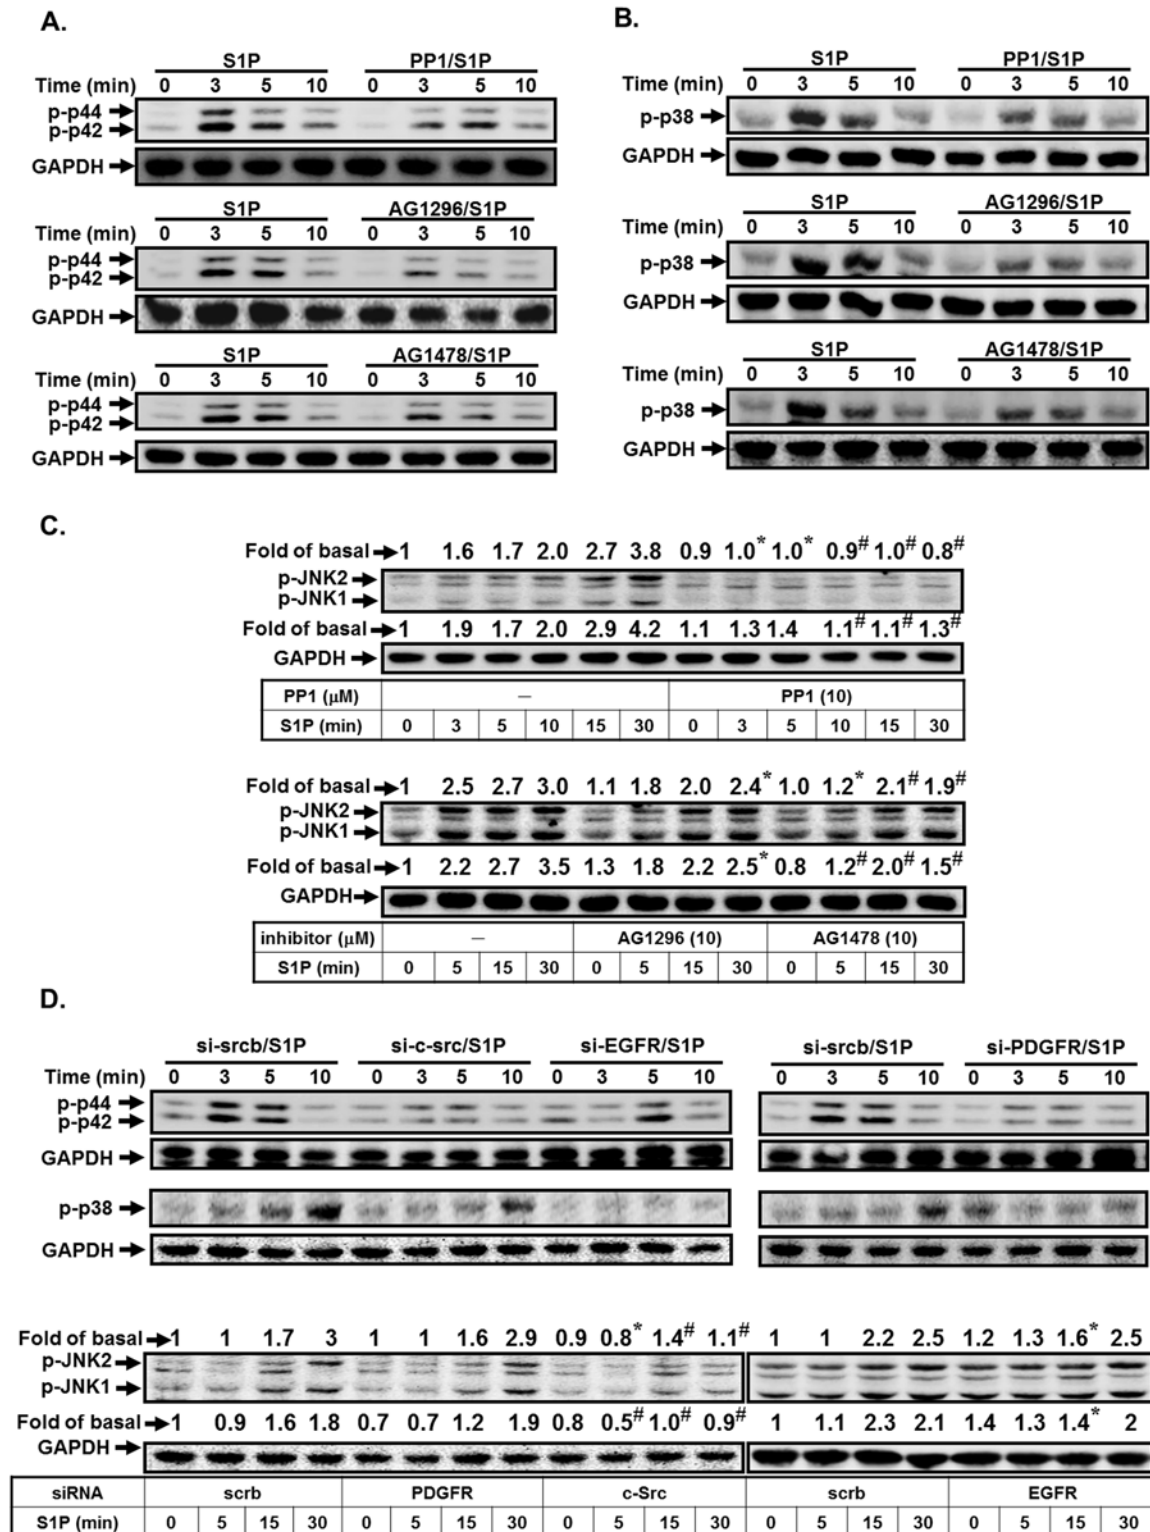 A.
S1P PP1/S1P
Time (min) 0 3 5 10 0 3 5 10
p-p44
p-p42
GAPDH
S1P AG1296/S1P
Time (min) 0 3 5 10 0 3 5 10
p-p44
p-p42
GAPDH
S1P AG1478/S1P
Time (min) 0 3 5 10 0 3 5 10
p-p44
p-p42
GAPDH
B.
S1P PP1/S1P
Time (min) 0 3 5 10 0 3 5 10
p-p38
GAPDH
S1P AG1296/S1P
Time (min) 0 3 5 10 0 3 5 10
p-p38
GAPDH
S1P AG1478/S1P
Time (min) 0 3 5 10 0 3 5 10
p-p38
GAPDH
C.
Fold of basal 1 1.6 1.7 2.0 2.7 3.8 0.9 1.0* 1.0* 0.9# 1.0# 0.8#
p-JNK2
p-JNK1
Fold of basal 1 1.9 1.7 2.0 2.9 4.2 1.1 1.3 1.4 1.1# 1.1# 1.3#
GAPDH
PP1 (μM) — PP1 (10)
S1P (min) 0 3 5 10 15 30 0 3 5 10 15 30
Fold of basal 1 2.5 2.7 3.0 1.1 1.8 2.0 2.4* 1.0 1.2* 2.1# 1.9#
p-JNK2
p-JNK1
Fold of basal 1 2.2 2.7 3.5 1.3 1.8 2.2 2.5* 0.8 1.2# 2.0# 1.5#
GAPDH
inhibitor (μM) — AG1296 (10) AG1478 (10)
S1P (min) 0 5 15 30 0 5 15 30 0 5 15 30
D.
si-srcb/S1P si-c-src/S1P si-EGFR/S1P si-srcb/S1P si-PDGFR/S1P
Time (min) 0 3 5 10 0 3 5 10 0 3 5 10 0 3 5 10 0 3 5 10
p-p44
p-p42
GAPDH
p-p38
GAPDH
Fold of basal 1 1 1.7 3 1 1 1.6 2.9 0.9 0.8* 1.4# 1.1# 1 1 2.2 2.5 1.2 1.3 1.6* 2.5
p-JNK2
p-JNK1
Fold of basal 1 0.9 1.6 1.8 0.7 0.7 1.2 1.9 0.8 0.5# 1.0# 0.9# 1 1.1 2.3 2.1 1.4 1.3 1.4* 2
GAPDH
siRNA scrb PDGFR c-Src scrb EGFR
S1P (min) 0 5 15 30 0 5 15 30 0 5 15 30 0 5 15 30 0 5 15 30